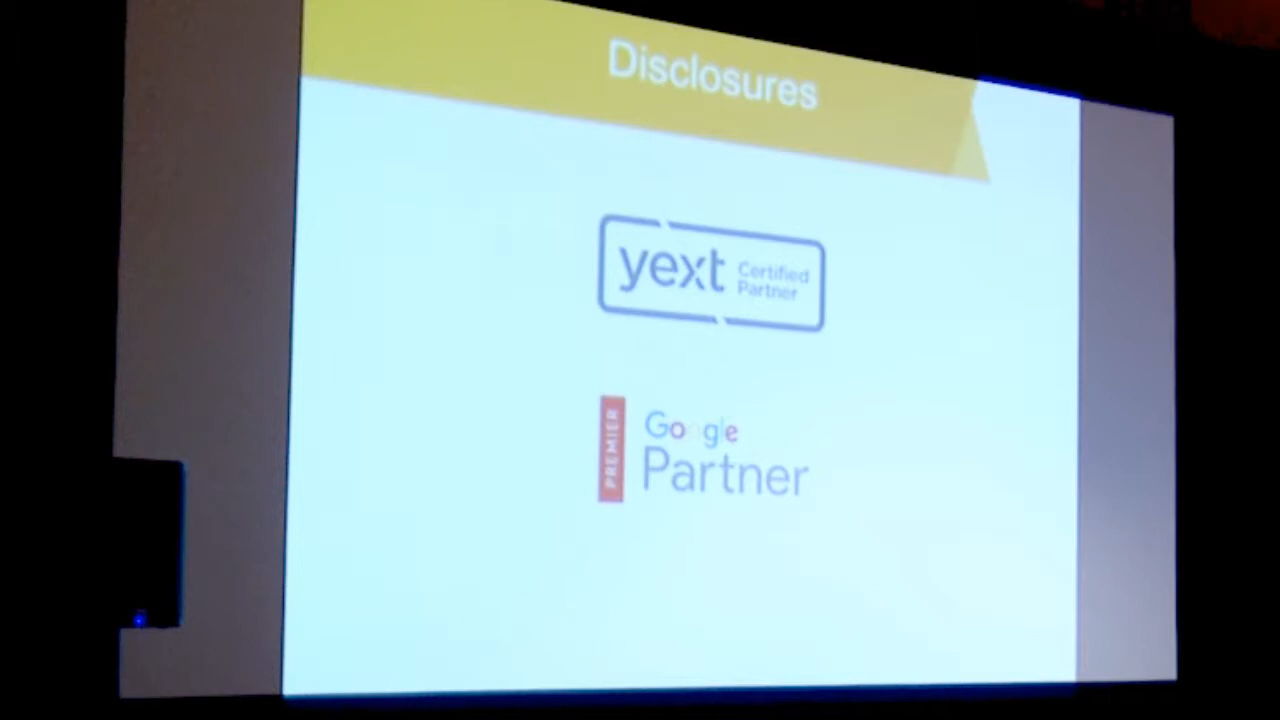 Disclosures
yext Certified
Partner
PREMIER
Google
Partner